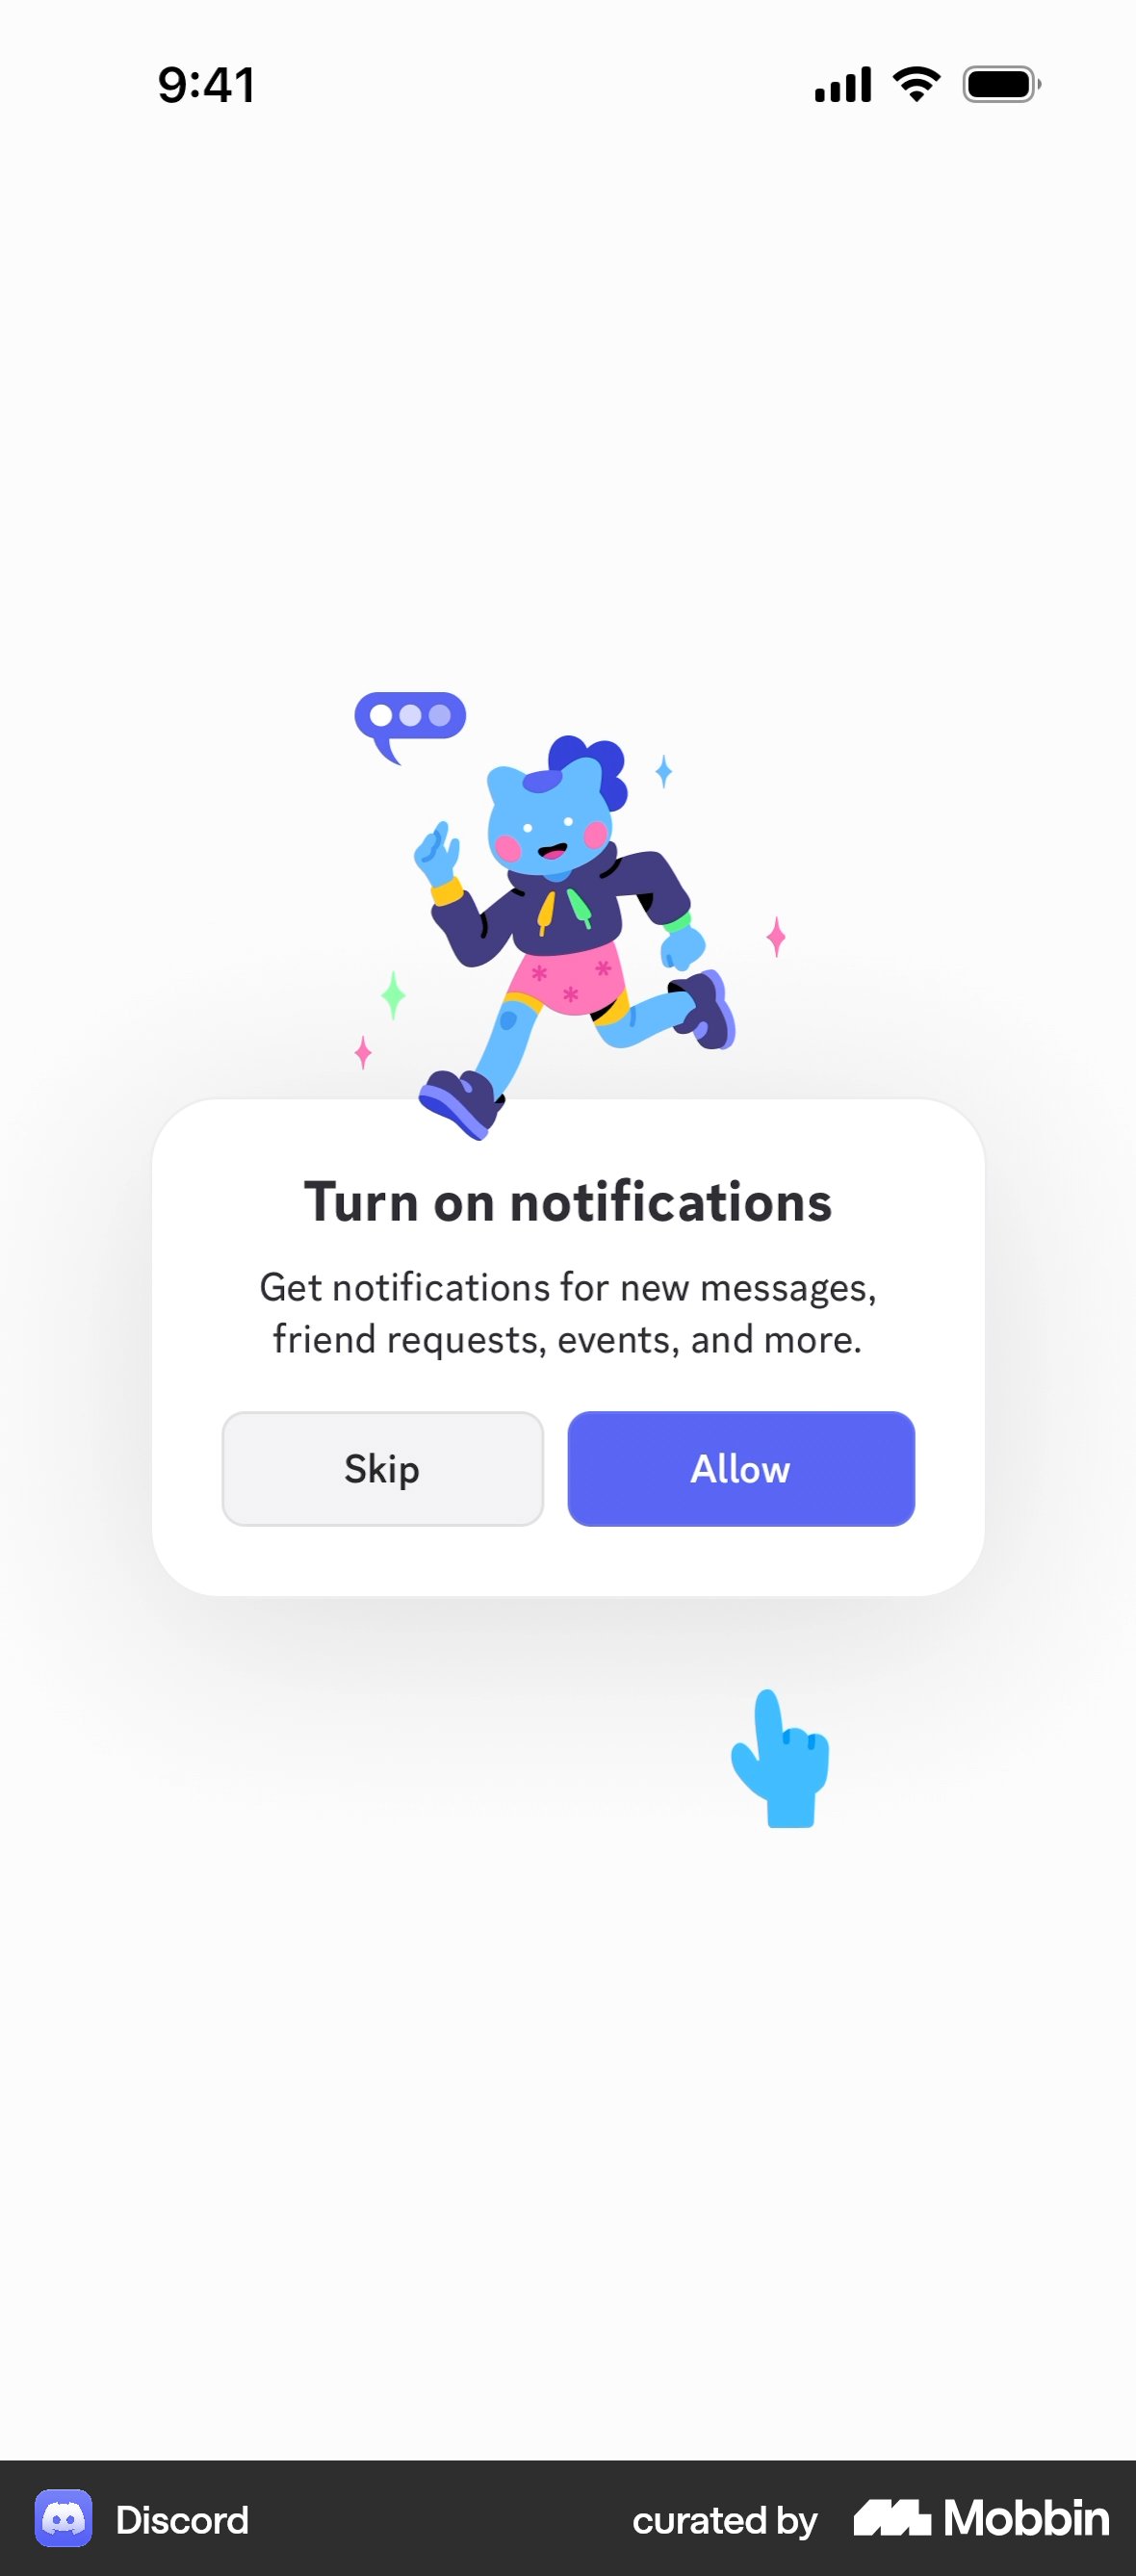 9:41
Turn on notifications
Get notifications for new messages,
friend requests, events, and more.
Skip
Allow
Discord
curated by Mobbin